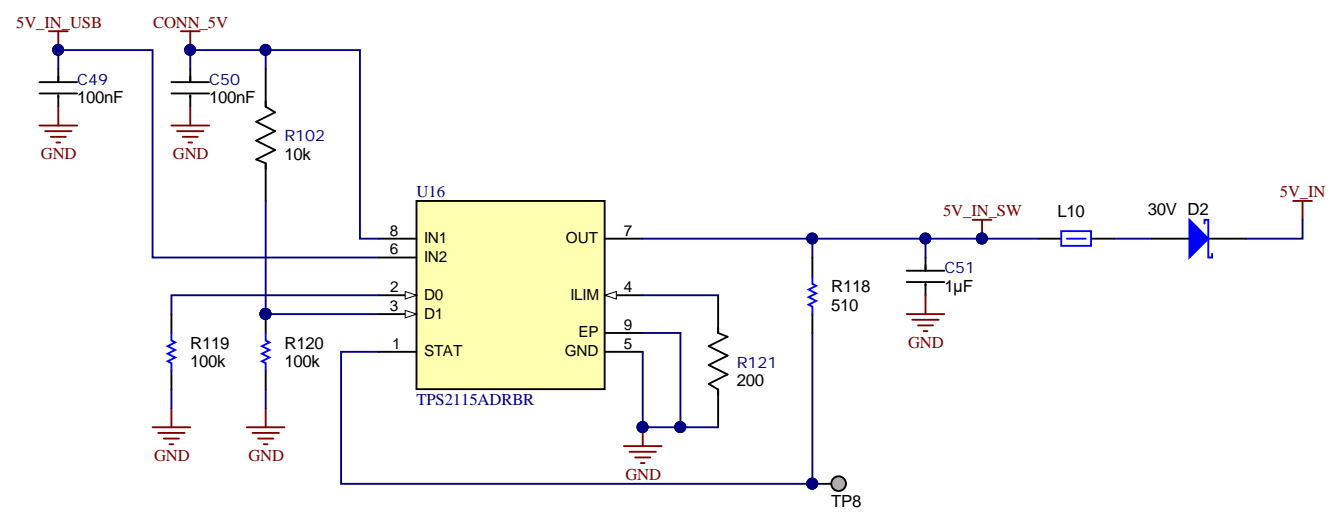 5V_IN_USB
CONN_5V
C49
100nF
GND
C50
100nF
GND
R102
10k
U16
8 IN1
6 IN2
2 D0
3 D1
1 STAT
OUT 7
ILIM 4
EP 9
GND 5
TPS2115ADRBR
R119
100k
GND
R120
100k
GND
R121
200
GND
R118
510
TP8
5V_IN_SW
C51
1µF
GND
L10
30V D2
5V_IN